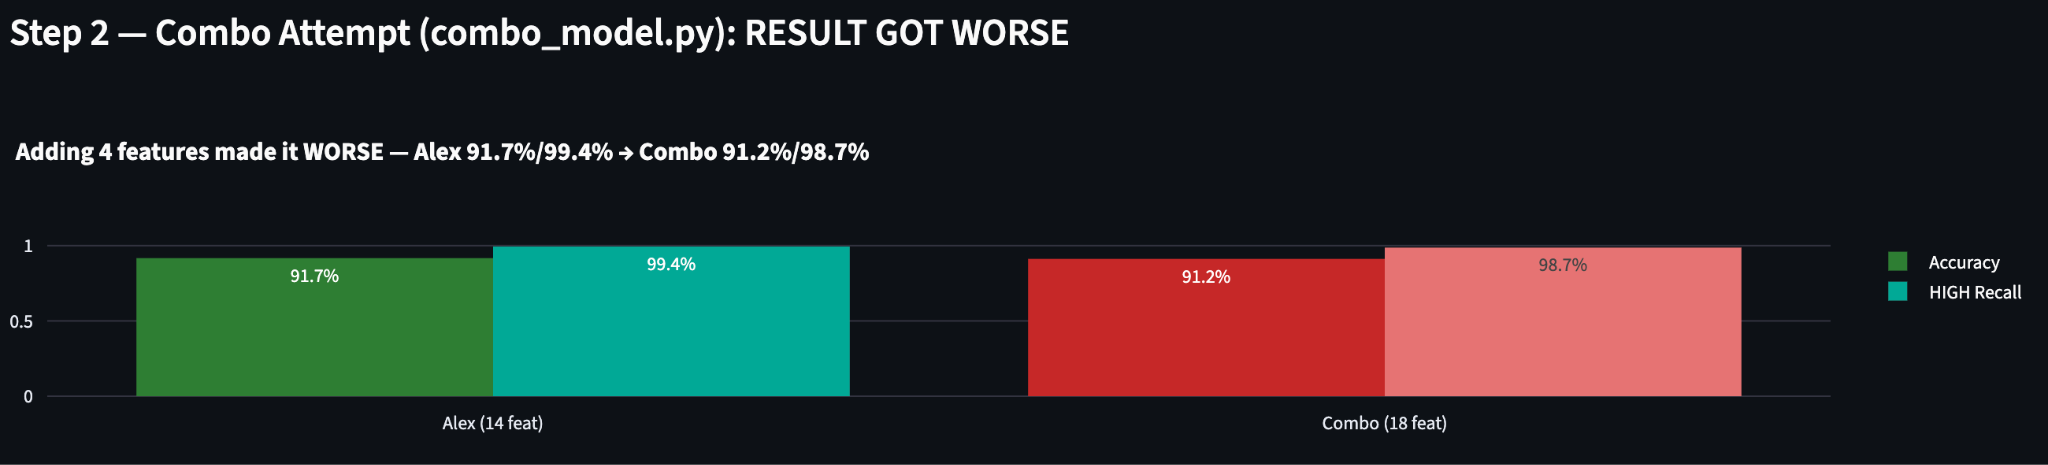 Step 2 — Combo Attempt (combo_model.py): RESULT GOT WORSE
Adding 4 features made it WORSE — Alex 91.7%/99.4% → Combo 91.2%/98.7%
1
0.5
0
91.7%
99.4%
91.2%
98.7%
Alex (14 feat)
Combo (18 feat)
Accuracy
HIGH Recall